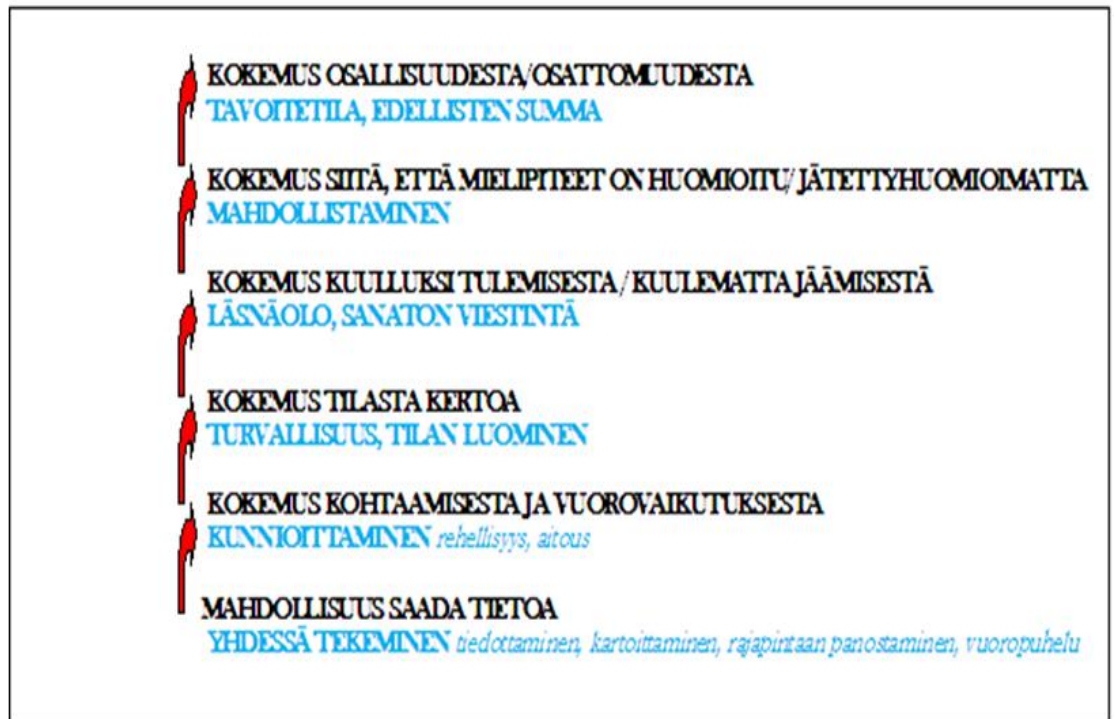 KOKEMUS OSALLISUUDESTA/OSATTOMUUDESTA
TAVOITETILA, EDELLISTEN SUMMA
KOKEMUS SIITÄ, ETTÄ MIELIPITEET ON HUOMIOITU/ JÄTETTYHUOMIOIMATTA
MAHDOLLISTAMINEN
KOKEMUS KUULLUKSI TULEMISESTA / KUULEMATTA JÄÄMISESTÄ
LÄSNÄOLO, SANATON VIESTINTÄ
KOKEMUS TILASTA KERTOA
TURVALLISUUS, TILAN LUOMINEN
KOKEMUS KOHTAAMISESTA JA VUOROVAIKUTUKSESTA
KUNNIOITTAMINEN rehellisyys, aitous
MAHDOLLISUUS SAADA TIETOA
YHDESSÄ TEKEMINEN tiedottaminen, kartoittaminen, rajapintaan panostaminen, vuoropuhelu